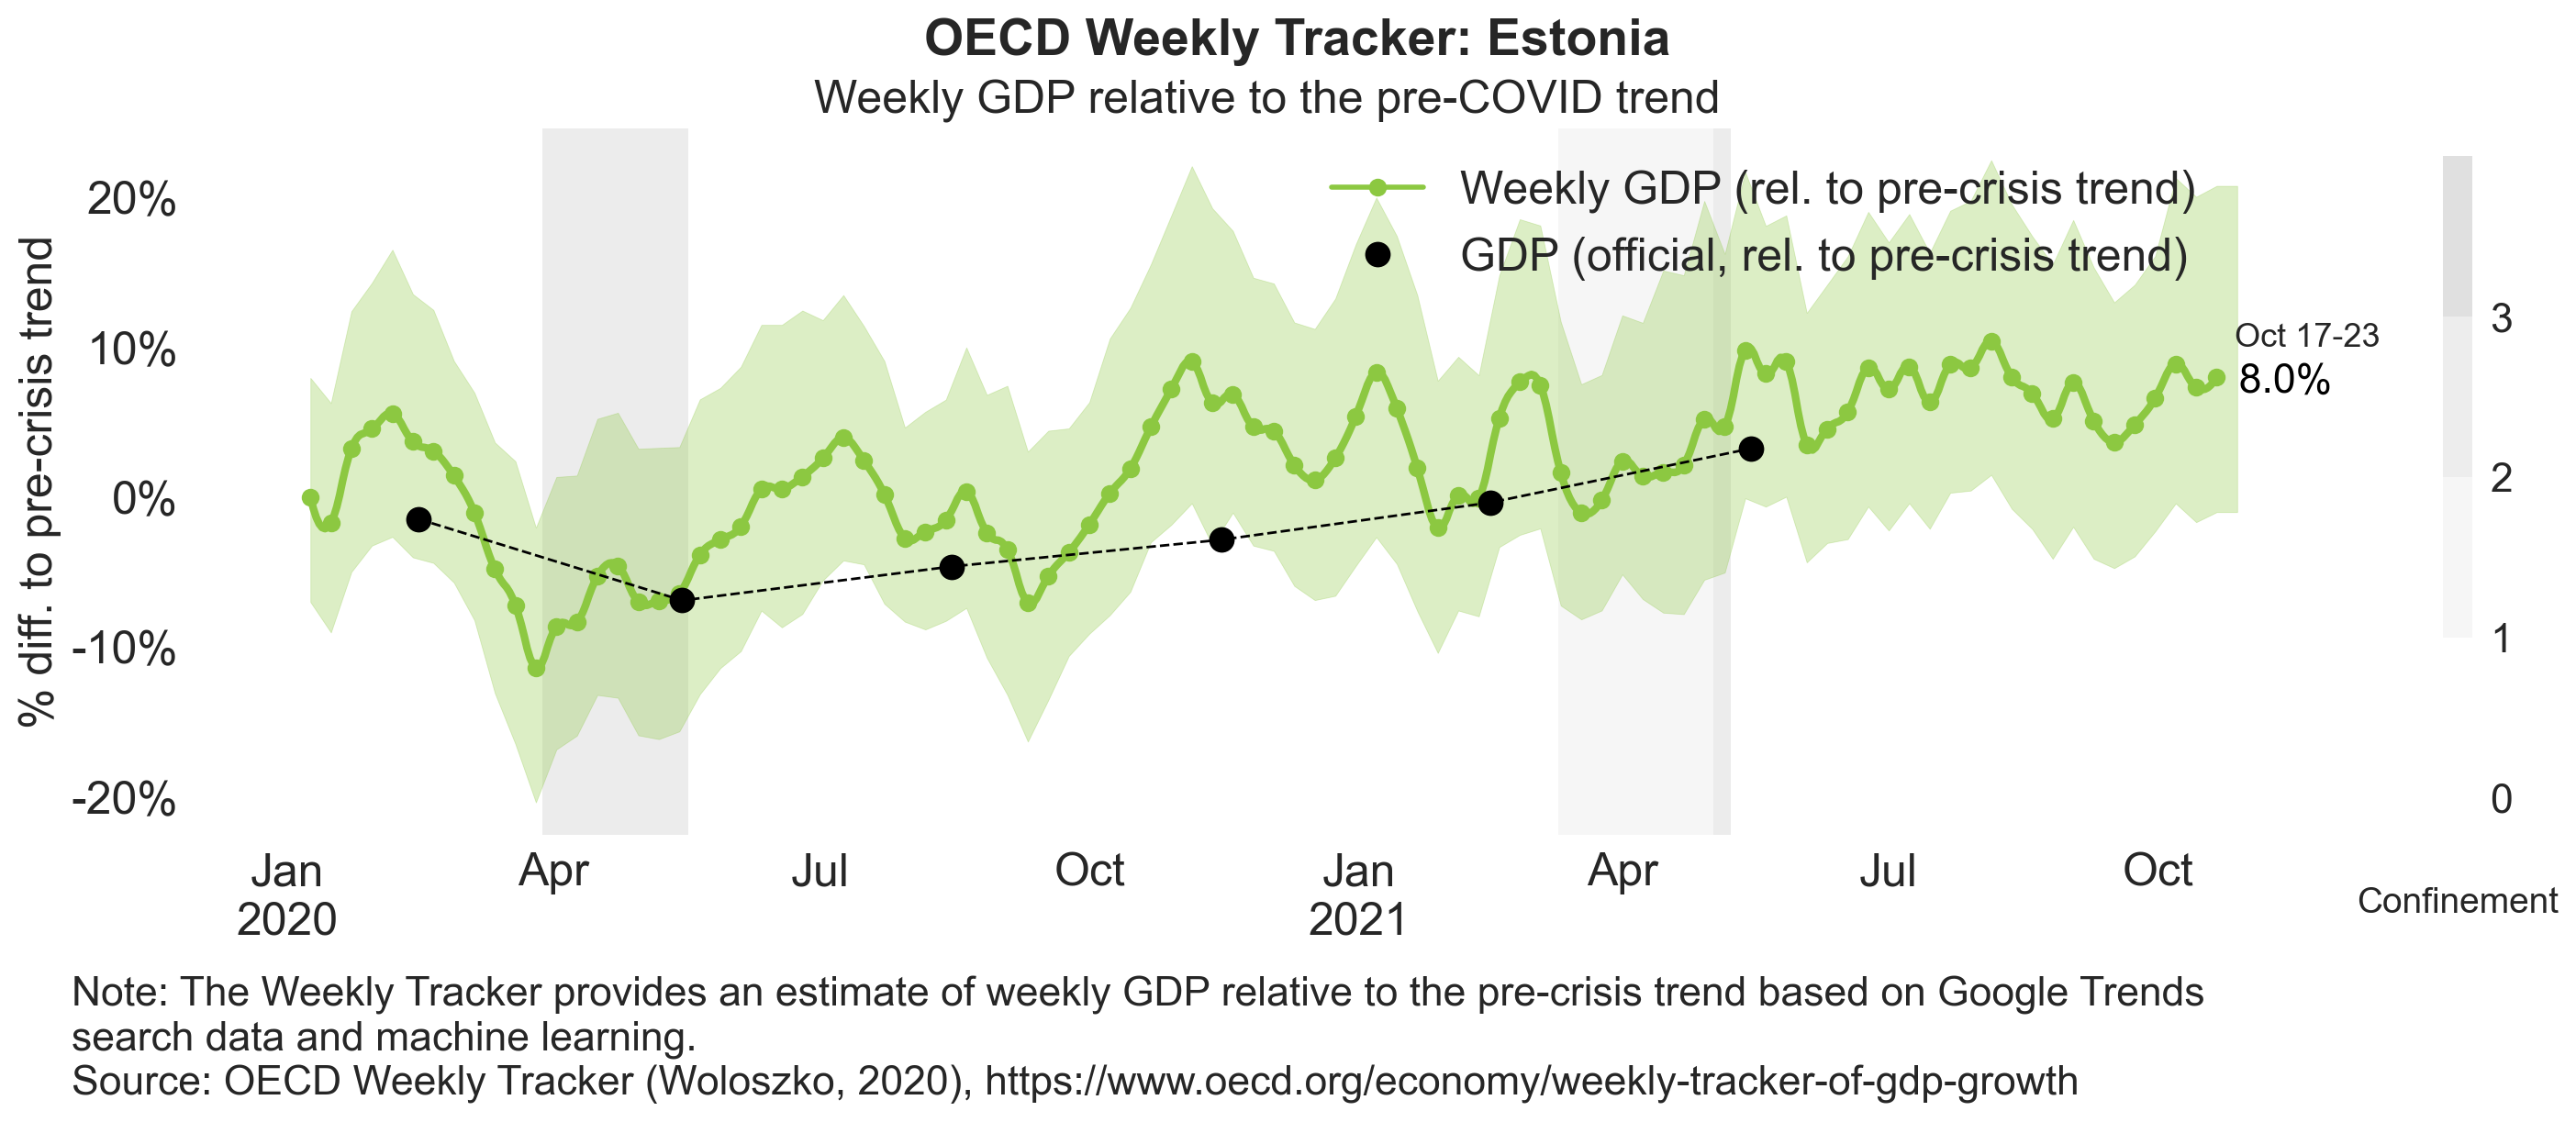 OECD Weekly Tracker: Estonia
Weekly GDP relative to the pre-COVID trend
% diff. to pre-crisis trend
20%
10%
0%
-10%
-20%
Weekly GDP (rel. to pre-crisis trend)
GDP (official, rel. to pre-crisis trend)
Oct 17-23
8.0%
3
2
1
0
Confinement
Jan Apr Jul Oct Jan Apr Jul Oct
2020 2021
Note: The Weekly Tracker provides an estimate of weekly GDP relative to the pre-crisis trend based on Google Trends
search data and machine learning.
Source: OECD Weekly Tracker (Woloszko, 2020), https://www.oecd.org/economy/weekly-tracker-of-gdp-growth